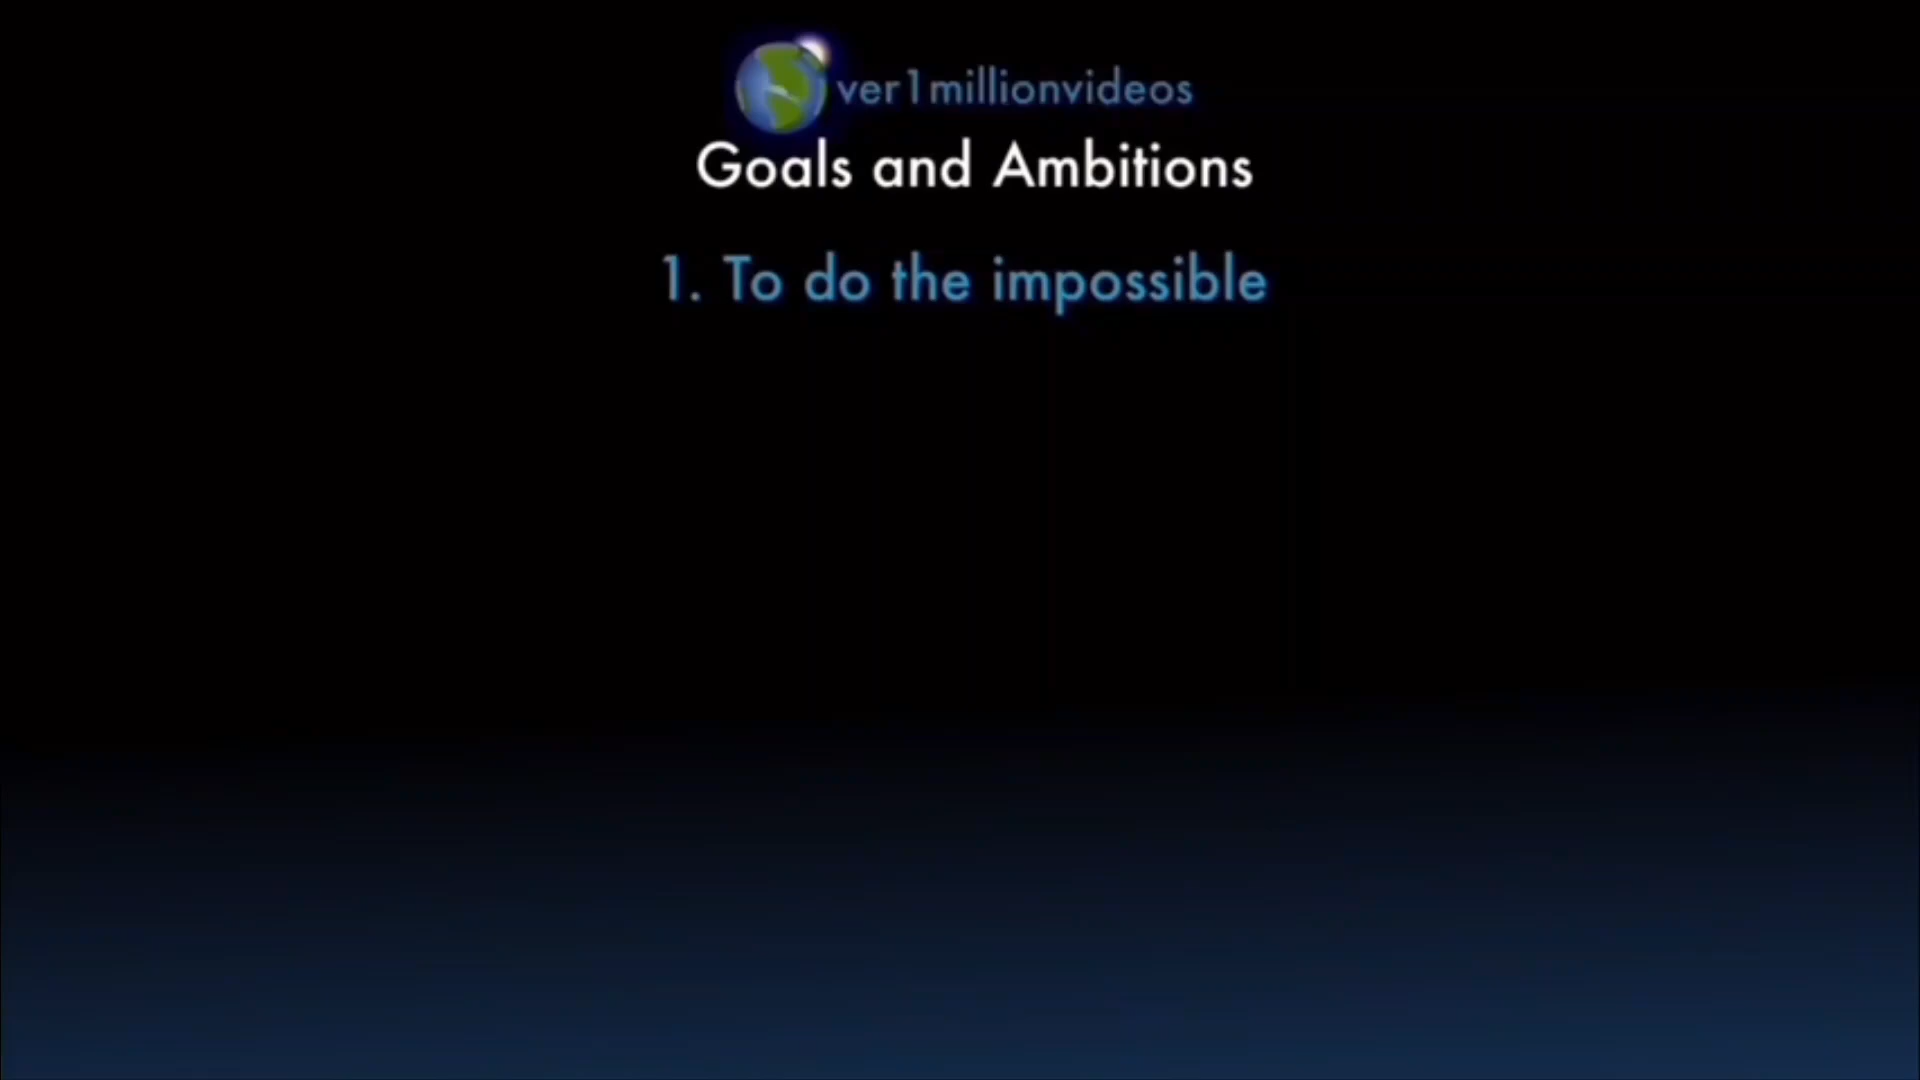 ver1millionvideos
Goals and Ambitions
1. To do the impossible